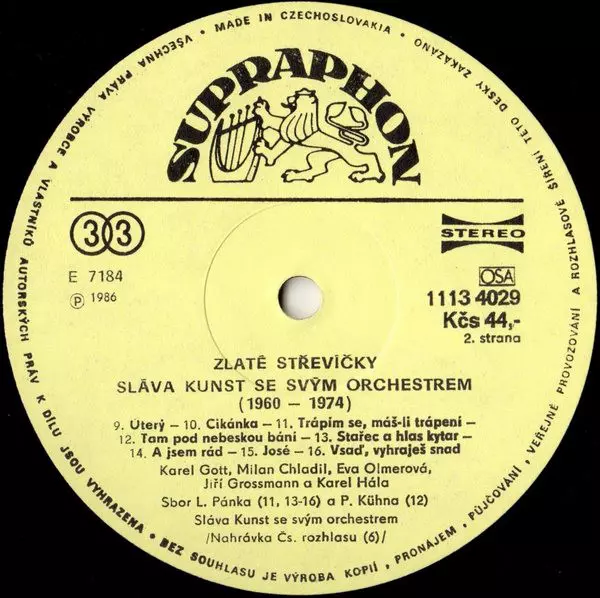 MADE IN CZECHOSLOVAKIA • VŠECHNA PRÁVA VÝROBCE A VLASTNÍKŮ AUTORSKÝCH PRÁV K DÍLU JSOU VYHRAZENA • BEZ SOUHLASU JE VÝROBA KOPIÍ, PRONÁJEM, PŮJČOVÁNÍ, VEŘEJNÉ PROVOZOVÁNÍ A ROZHLASOVÉ ŠÍŘENÍ TÉTO DESKY ZAKÁZÁNO
SUPRAPHON
33
STEREO
E 7184
Ⓟ 1986
OSA
1113 4029
Kčs 44,-
2. strana
ZLATÉ STŘEVÍČKY
SLÁVA KUNST SE SVÝM ORCHESTREM
(1960 – 1974)
9. Úterý – 10. Cikánka – 11. Trápím se, máš-li trápení –
12. Tam pod nebeskou bání – 13. Stařec a hlas kytar –
14. A jsem rád – 15. José – 16. Vsaď, vyhraješ snad
Karel Gott, Milan Chladil, Eva Olmerová,
Jiří Grossmann a Karel Hála
Sbor L. Pánka (11, 13-16) a P. Kühna (12)
Sláva Kunst se svým orchestrem
/Nahrávka Čs. rozhlasu (6)/